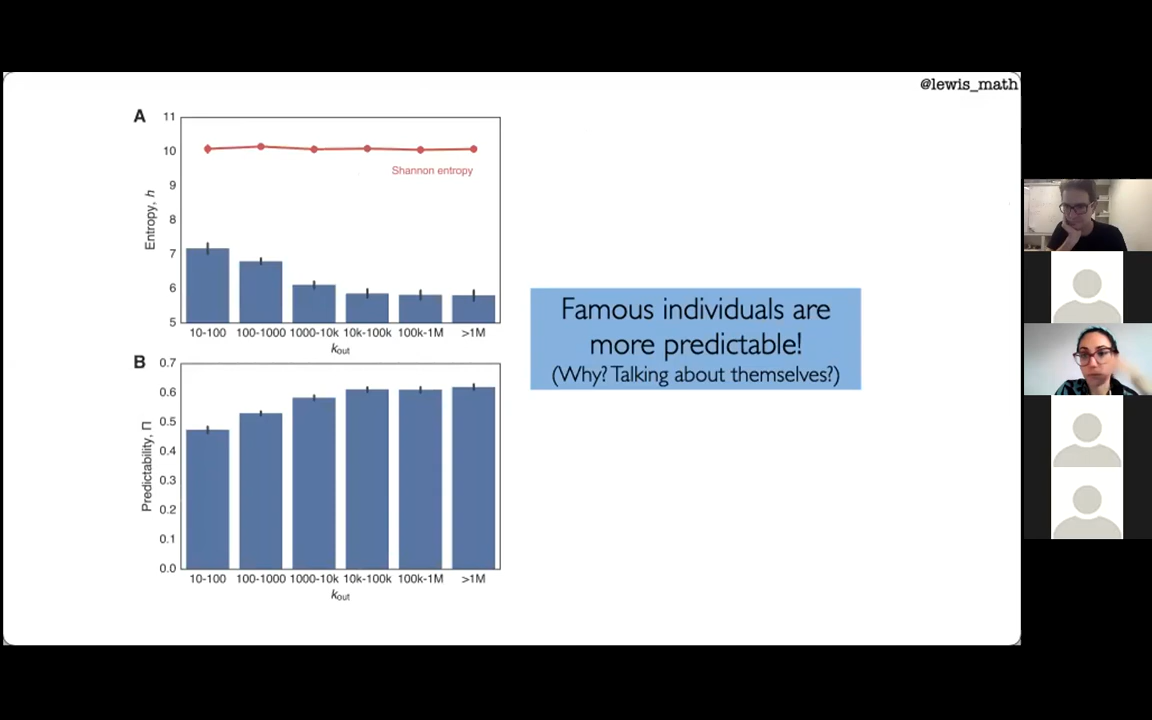 @lewis_math
A
11
10
9
8
7
6
5
Entropy, h
Shannon entropy
10-100 100-1000 1000-10k 10k-100k 100k-1M >1M
kout
B
0.7
0.6
0.5
0.4
0.3
0.2
0.1
0.0
Predictability, Π
10-100 100-1000 1000-10k 10k-100k 100k-1M >1M
kout
Famous individuals are
more predictable!
(Why? Talking about themselves?)